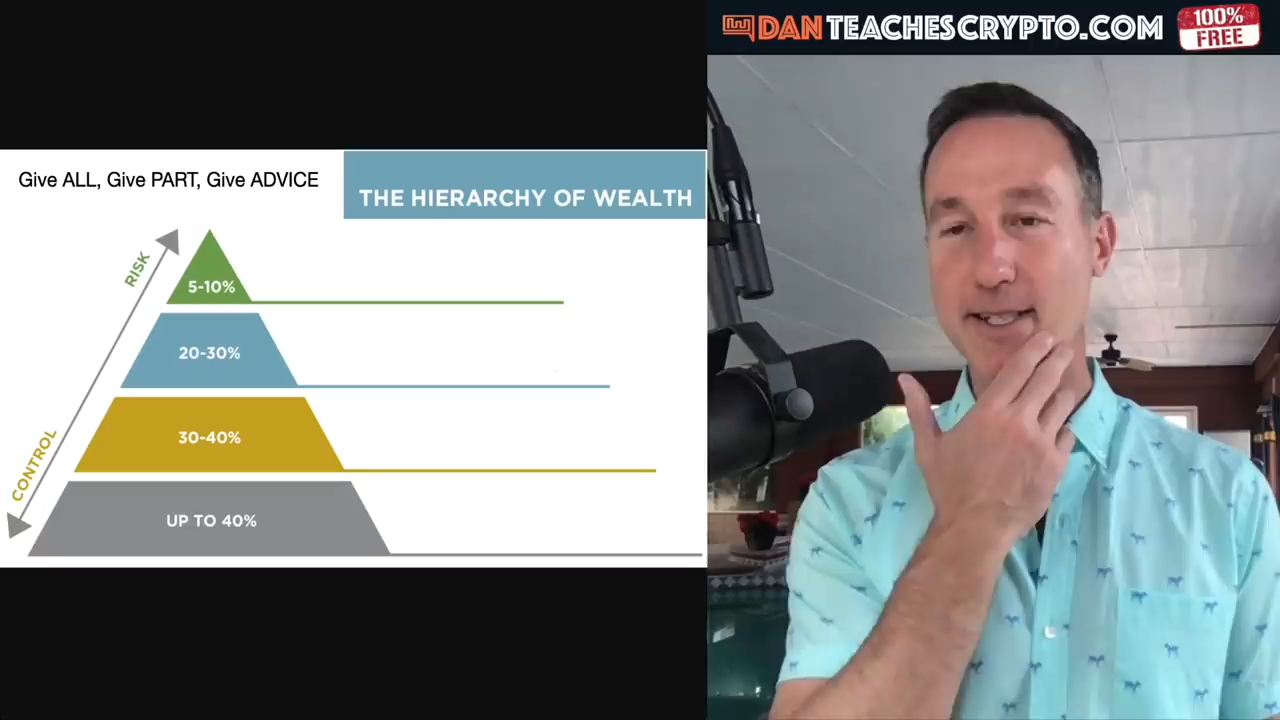 Give ALL, Give PART, Give ADVICE
THE HIERARCHY OF WEALTH
RISK
5-10%
20-30%
30-40%
CONTROL
UP TO 40%
DANTEACHESCRYPTO.COM
100%
FREE